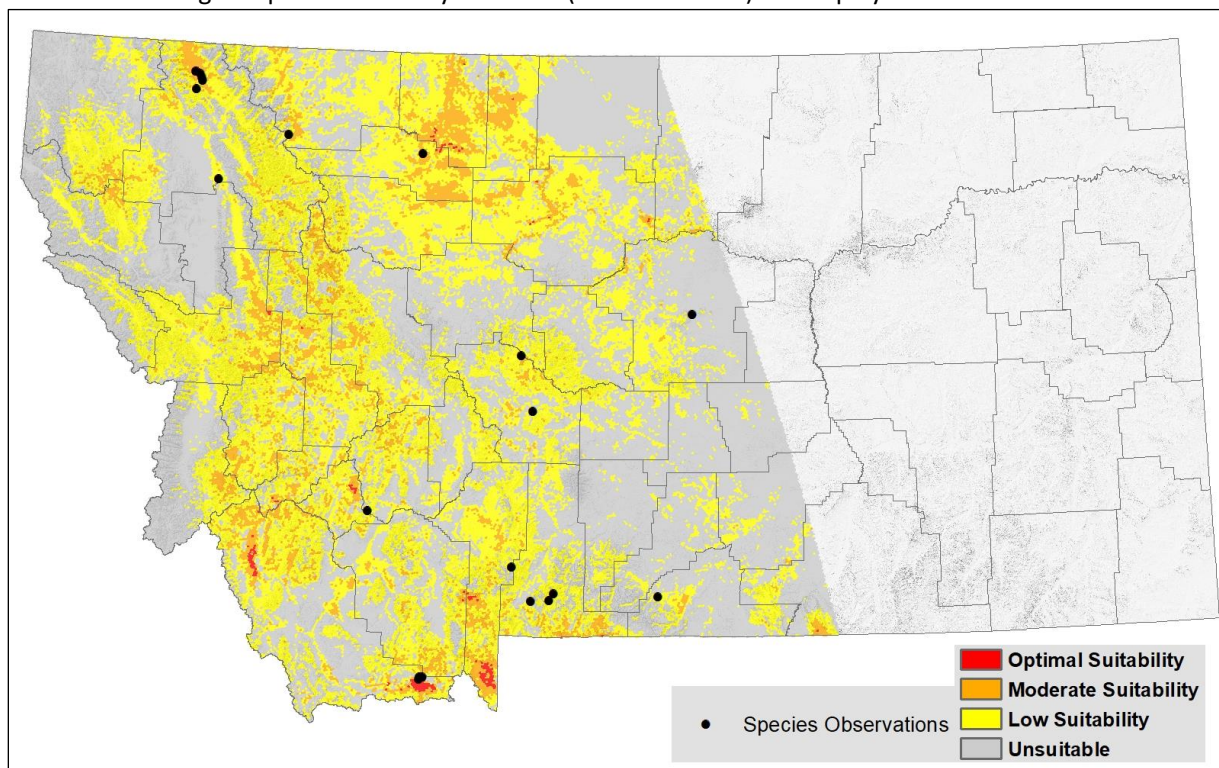 Optimal Suitability
Moderate Suitability
Species Observations
Low Suitability
Unsuitable